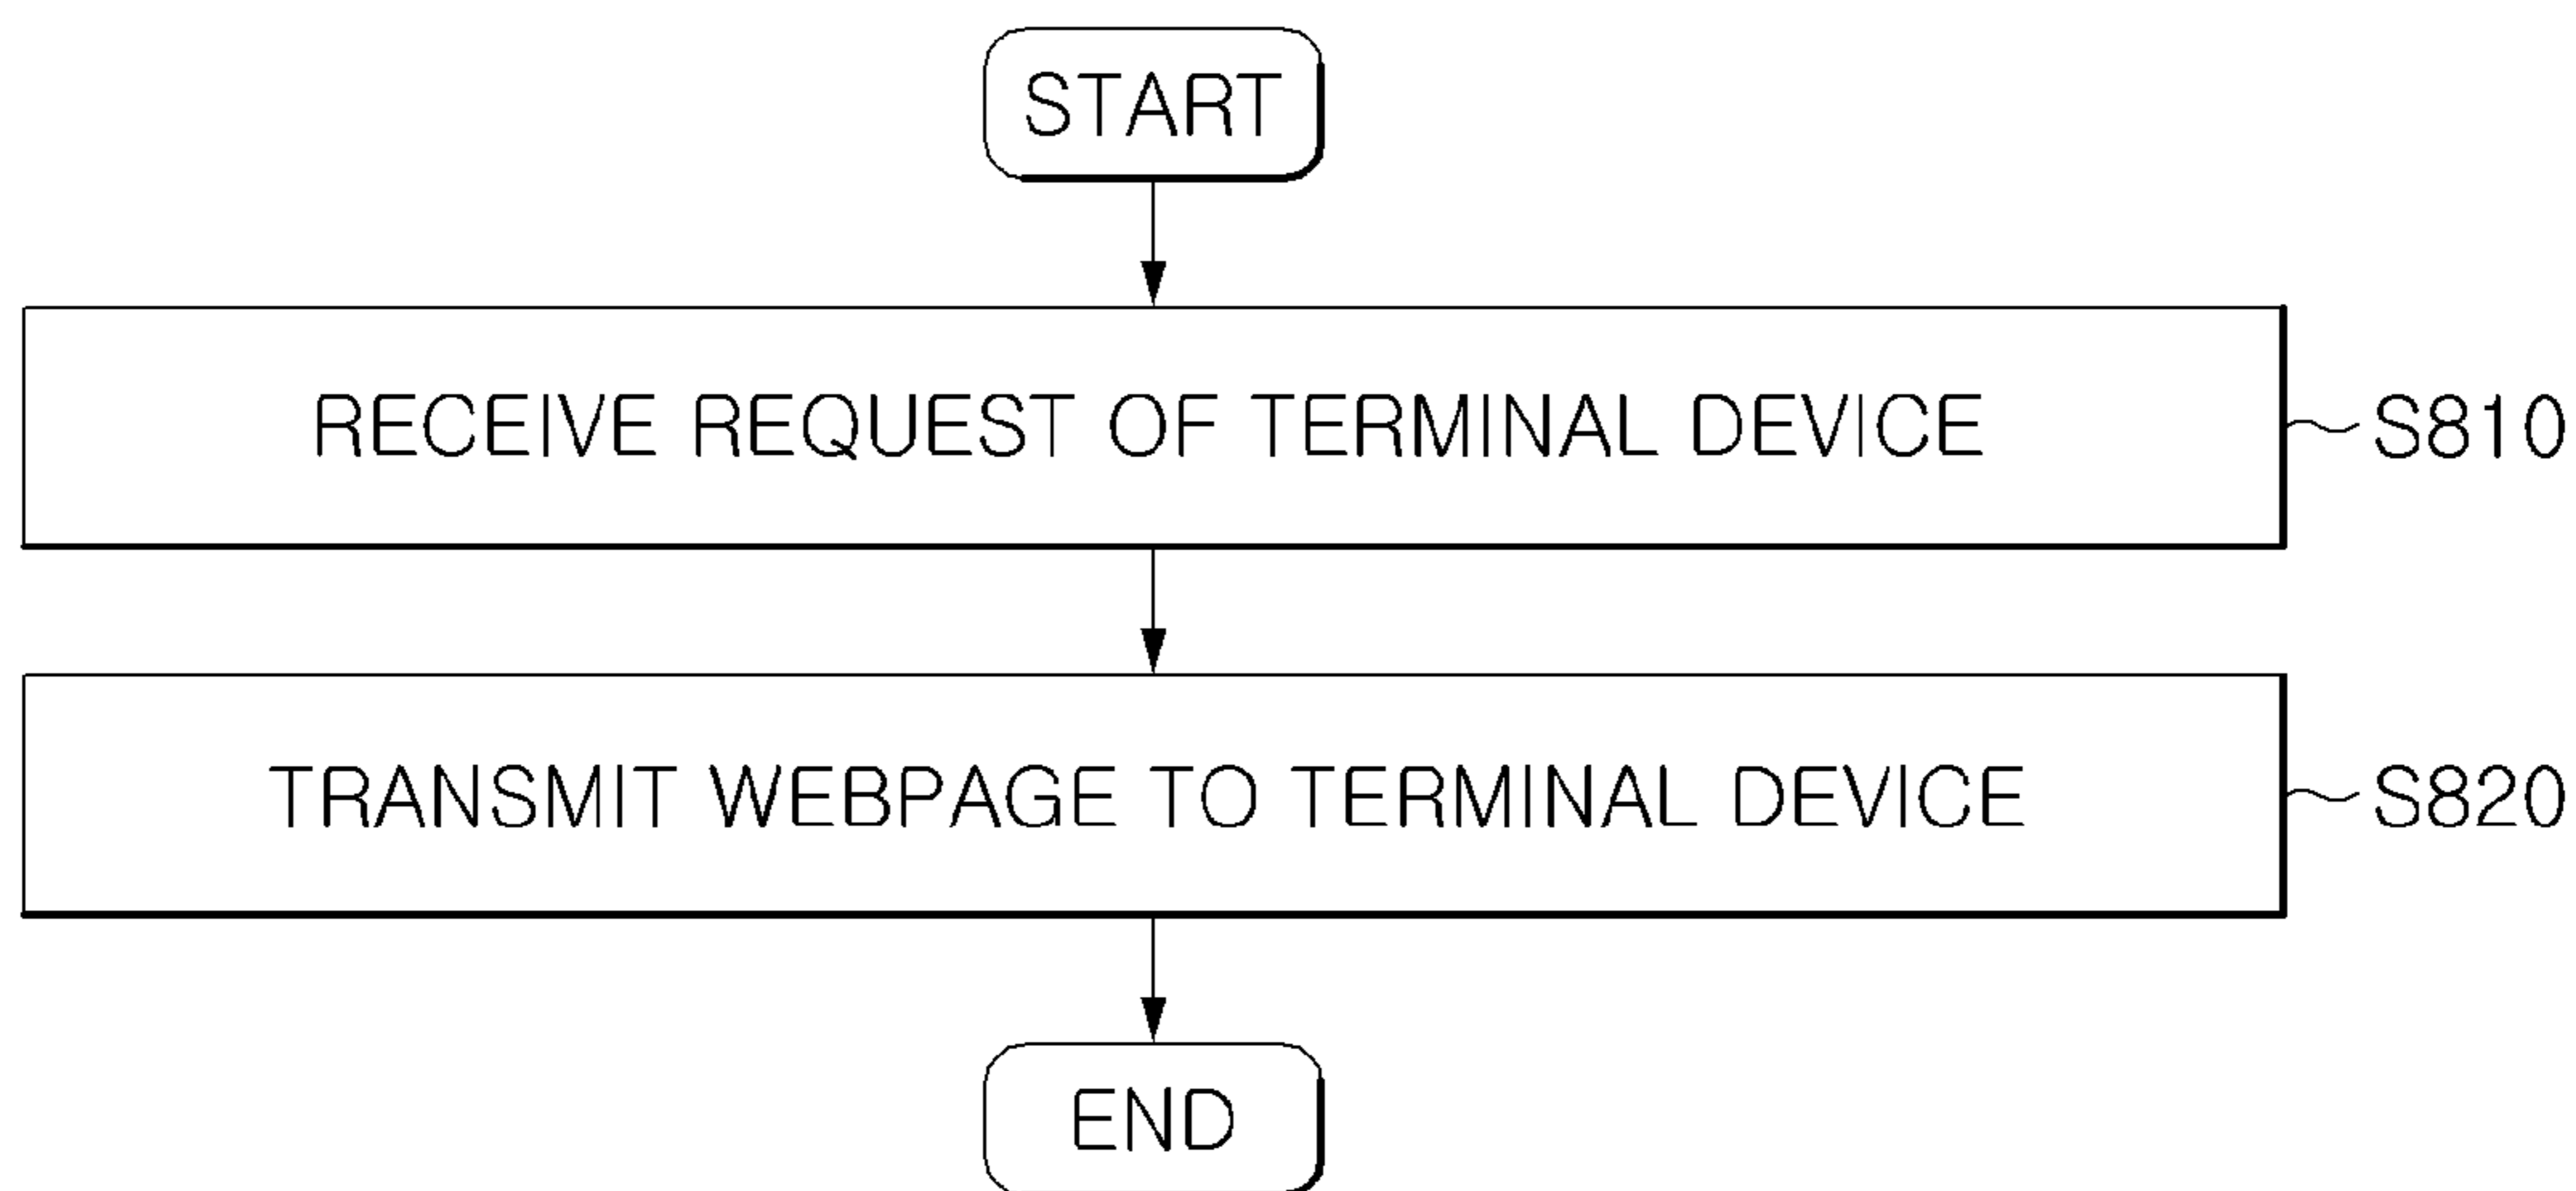 START
RECEIVE REQUEST OF TERMINAL DEVICE
S810
TRANSMIT WEBPAGE TO TERMINAL DEVICE
S820
END